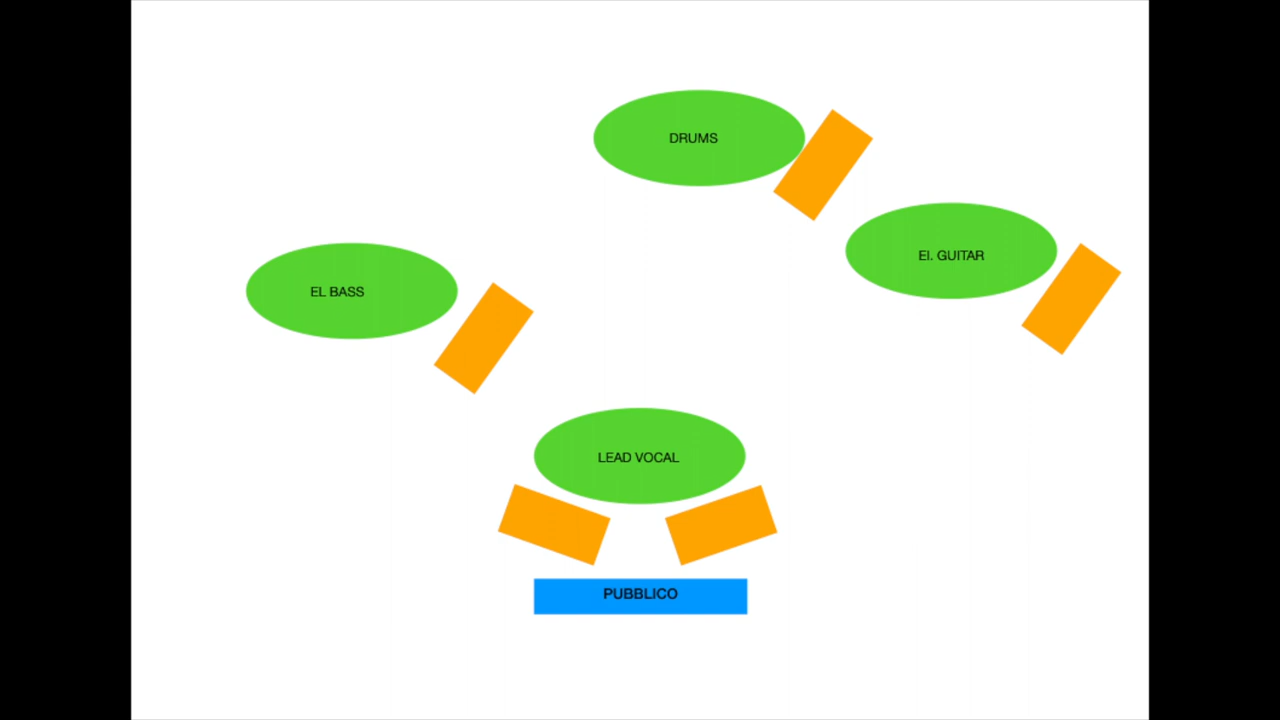 DRUMS
El. GUITAR
EL BASS
LEAD VOCAL
PUBBLICO